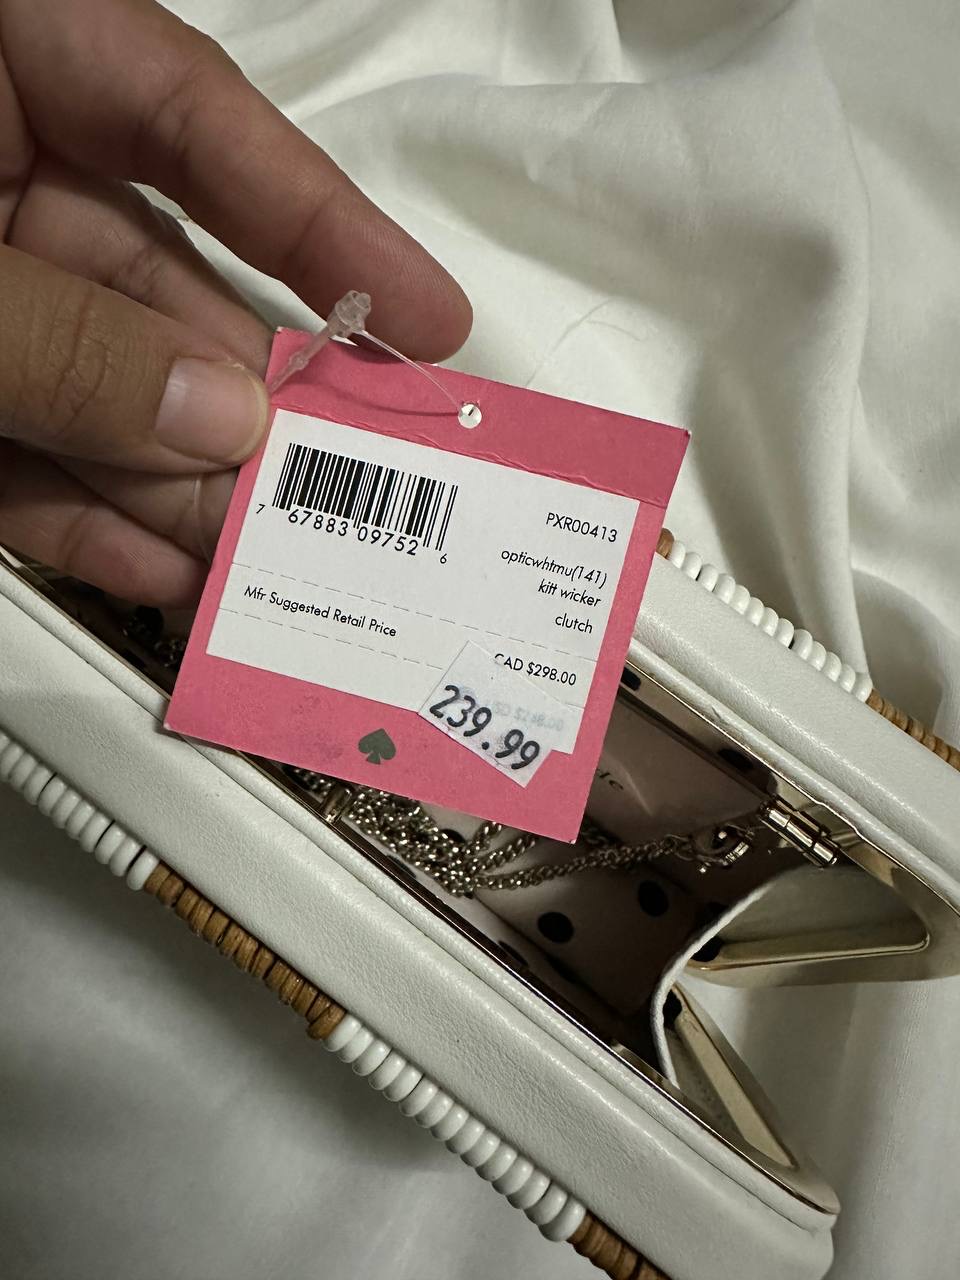 7 67883 09752 6
PXR00413
opticwhtmu(141)
kitt wicker
clutch
Mfr Suggested Retail Price
CAD $298.00
239.99